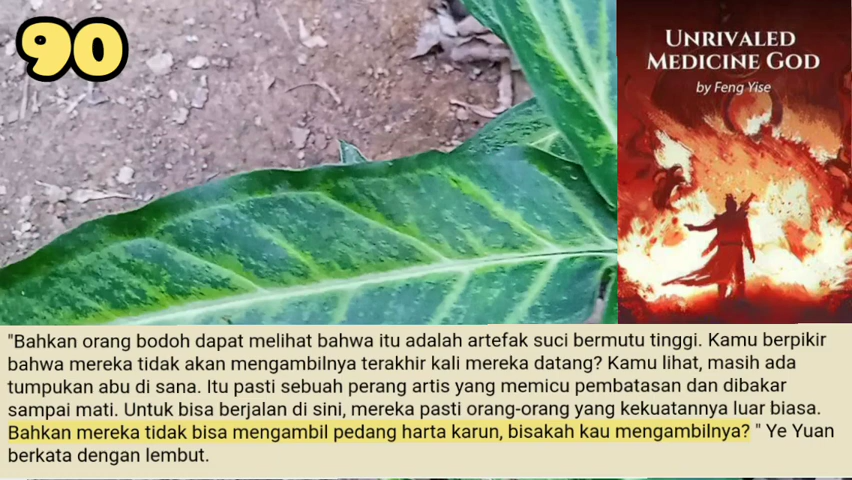 90
UNRIVALED
MEDICINE GOD
by Feng Yise
"Bahkan orang bodoh dapat melihat bahwa itu adalah artefak suci bermutu tinggi. Kamu berpikir
bahwa mereka tidak akan mengambilnya terakhir kali mereka datang? Kamu lihat, masih ada
tumpukan abu di sana. Itu pasti sebuah perang artis yang memicu pembatasan dan dibakar
sampai mati. Untuk bisa berjalan di sini, mereka pasti orang-orang yang kekuatannya luar biasa.
Bahkan mereka tidak bisa mengambil pedang harta karun, bisakah kau mengambilnya? " Ye Yuan
berkata dengan lembut.